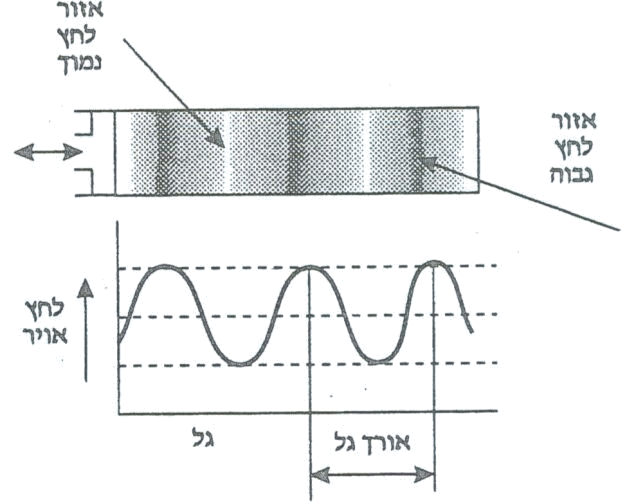 אזור
לחץ
נמוך
אזור
לחץ
גבוה
לחץ
אויר
גל
אורך גל